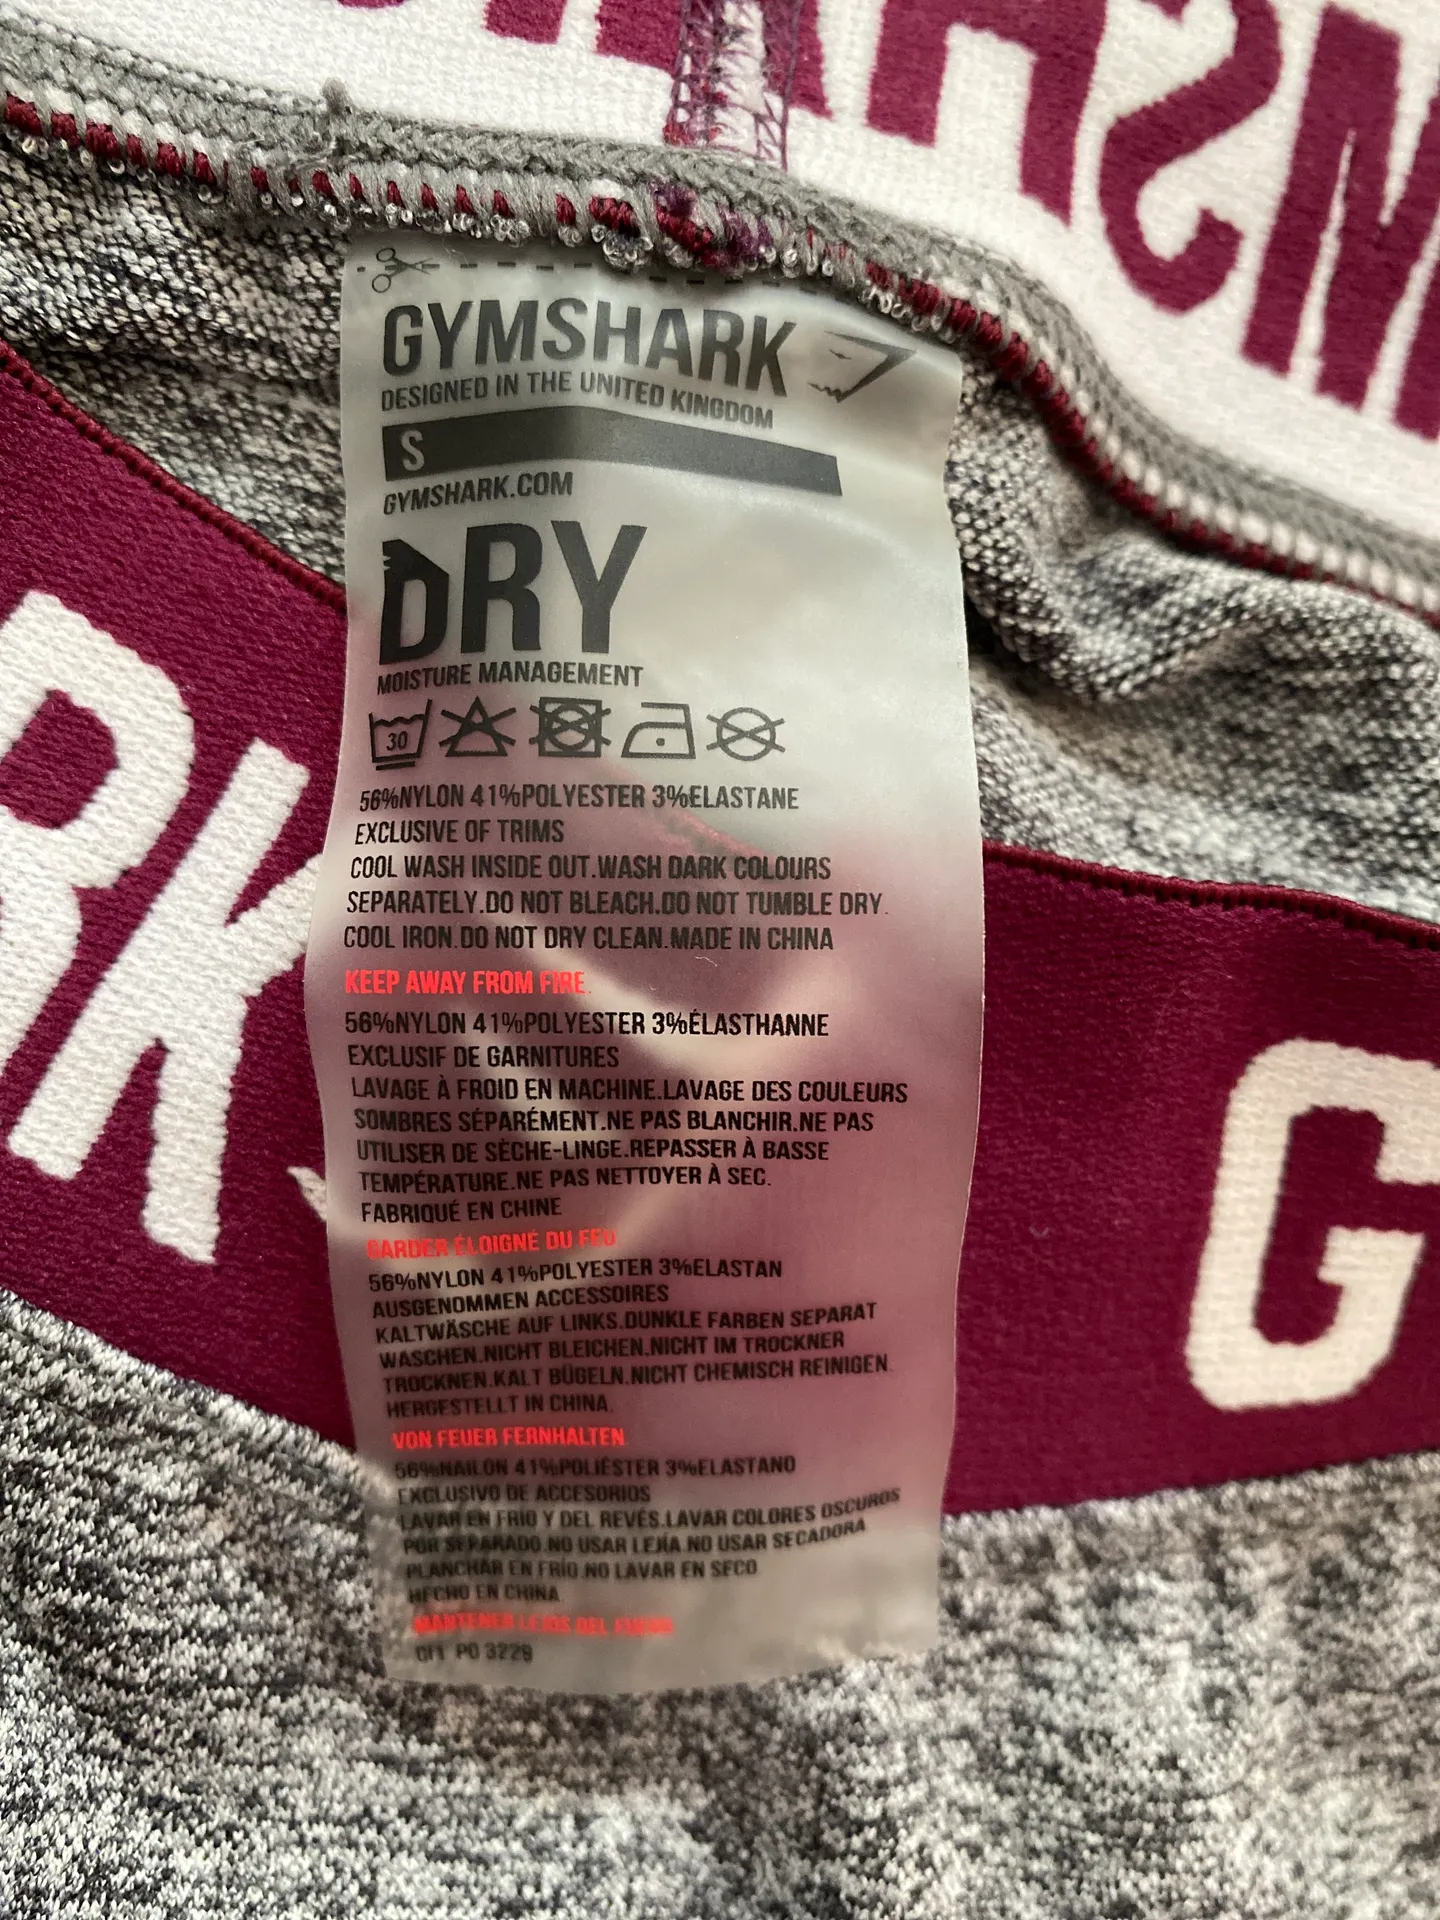 MSHARK
GYMSHARK
DESIGNED IN THE UNITED KINGDOM
S
GYMSHARK.COM
DRY
MOISTURE MANAGEMENT
30
56%NYLON 41%POLYESTER 3%ELASTANE
EXCLUSIVE OF TRIMS
COOL WASH INSIDE OUT.WASH DARK COLOURS
SEPARATELY.DO NOT BLEACH.DO NOT TUMBLE DRY.
COOL IRON.DO NOT DRY CLEAN.MADE IN CHINA
KEEP AWAY FROM FIRE.
56%NYLON 41%POLYESTER 3%ÉLASTHANNE
EXCLUSIF DE GARNITURES
LAVAGE À FROID EN MACHINE.LAVAGE DES COULEURS
SOMBRES SÉPARÉMENT.NE PAS BLANCHIR.NE PAS
UTILISER DE SÈCHE-LINGE.REPASSER À BASSE
TEMPÉRATURE.NE PAS NETTOYER À SEC.
FABRIQUÉ EN CHINE
GARDER ÉLOIGNÉ DU FEU
56%NYLON 41%POLYESTER 3%ELASTAN
AUSGENOMMEN ACCESSOIRES
KALTWÄSCHE AUF LINKS.DUNKLE FARBEN SEPARAT
WASCHEN.NICHT BLEICHEN.NICHT IM TROCKNER
TROCKNEN.KALT BÜGELN.NICHT CHEMISCH REINIGEN.
HERGESTELLT IN CHINA.
VON FEUER FERNHALTEN.
56%NAILON 41%POLIÉSTER 3%ELASTANO
EXCLUSIVO DE ACCESORIOS
LAVAR EN FRIO Y DEL REVÉS.LAVAR COLORES OSCUROS
POR SEPARADO.NO USAR LEJÍA.NO USAR SECADORA
PLANCHAR EN FRÍO.NO LAVAR EN SECO
HECHO EN CHINA
MANTENER LEJOS DEL FUEGO
PO 3229
RK
G